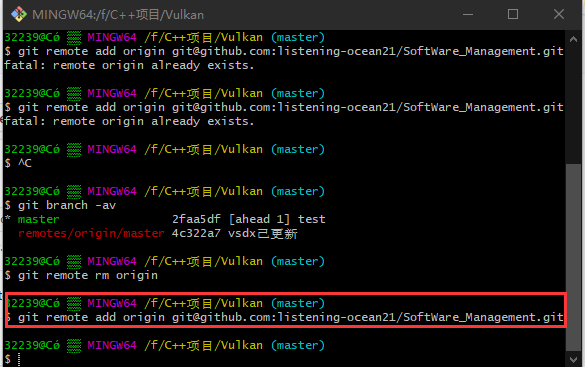 MINGW64:/f/C++项目/Vulkan
32239@Có ▒▒ MINGW64 /f/C++项目/Vulkan (master)
$ git remote add origin git@github.com:listening-ocean21/SoftWare_Management.git
fatal: remote origin already exists.
32239@Có ▒▒ MINGW64 /f/C++项目/Vulkan (master)
$ git remote add origin git@github.com:listening-ocean21/SoftWare_Management.git
fatal: remote origin already exists.
32239@Có ▒▒ MINGW64 /f/C++项目/Vulkan (master)
$ ^C
32239@Có ▒▒ MINGW64 /f/C++项目/Vulkan (master)
$ git branch -av
* master 2faa5df [ahead 1] test
remotes/origin/master 4c322a7 vsdx已更新
32239@Có ▒▒ MINGW64 /f/C++项目/Vulkan (master)
$ git remote rm origin
32239@Có ▒▒ MINGW64 /f/C++项目/Vulkan (master)
$ git remote add origin git@github.com:listening-ocean21/SoftWare_Management.git
32239@Có ▒▒ MINGW64 /f/C++项目/Vulkan (master)
$